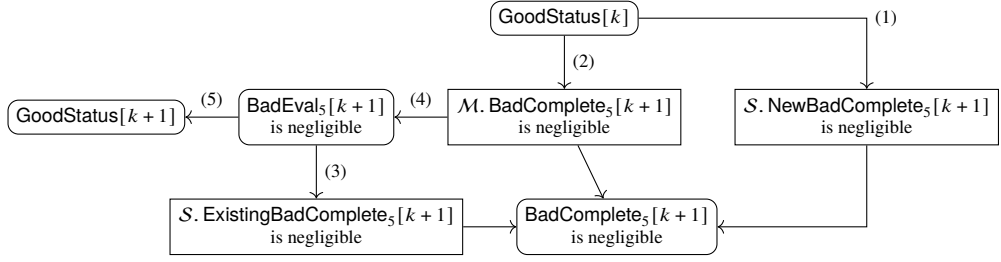 GoodStatus[k]
(1)
(2)
GoodStatus[k + 1]
(5)
BadEval₅[k + 1]
is negligible
(4)
ℳ. BadComplete₅[k + 1]
is negligible
𝒮. NewBadComplete₅[k + 1]
is negligible
(3)
𝒮. ExistingBadComplete₅[k + 1]
is negligible
BadComplete₅[k + 1]
is negligible